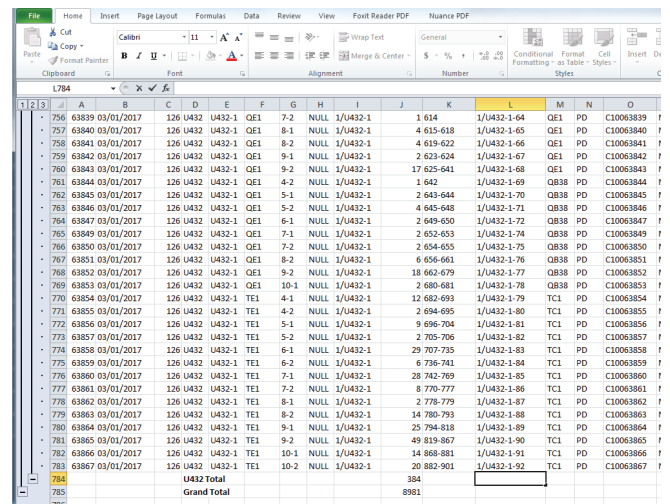 File Home Insert Page Layout Formulas Data Review View Foxit Reader PDF Nuance PDF
Cut
Copy
Format Painter
Paste
Calibri 11 A A Wrap Text General
B I U A Merge & Center $ % , .0 .00 .00 .0
Conditional Formatting Format as Table Cell Styles Insert
Clipboard Font Alignment Number Styles
L784 fx
1 2 3 A B C D E F G H I J K L M N O
756 63839 03/01/2017 126 U432 U432-1 QE1 7-2 NULL 1/U432-1 1 614 1/U432-1-64 QE1 PD C10063839
757 63840 03/01/2017 126 U432 U432-1 QE1 8-1 NULL 1/U432-1 4 615-618 1/U432-1-65 QE1 PD C10063840
758 63841 03/01/2017 126 U432 U432-1 QE1 8-2 NULL 1/U432-1 4 619-622 1/U432-1-66 QE1 PD C10063841
759 63842 03/01/2017 126 U432 U432-1 QE1 9-1 NULL 1/U432-1 2 623-624 1/U432-1-67 QE1 PD C10063842
760 63843 03/01/2017 126 U432 U432-1 QE1 9-2 NULL 1/U432-1 17 625-641 1/U432-1-68 QE1 PD C10063843
761 63844 03/01/2017 126 U432 U432-1 QE1 4-2 NULL 1/U432-1 1 642 1/U432-1-69 QB38 PD C10063844
762 63845 03/01/2017 126 U432 U432-1 QE1 5-1 NULL 1/U432-1 2 643-644 1/U432-1-70 QB38 PD C10063845
763 63846 03/01/2017 126 U432 U432-1 QE1 5-2 NULL 1/U432-1 4 645-648 1/U432-1-71 QB38 PD C10063846
764 63847 03/01/2017 126 U432 U432-1 QE1 6-1 NULL 1/U432-1 2 649-650 1/U432-1-72 QB38 PD C10063847
765 63849 03/01/2017 126 U432 U432-1 QE1 7-1 NULL 1/U432-1 2 652-653 1/U432-1-74 QB38 PD C10063849
766 63850 03/01/2017 126 U432 U432-1 QE1 7-2 NULL 1/U432-1 2 654-655 1/U432-1-75 QB38 PD C10063850
767 63851 03/01/2017 126 U432 U432-1 QE1 8-2 NULL 1/U432-1 6 656-661 1/U432-1-76 QB38 PD C10063851
768 63852 03/01/2017 126 U432 U432-1 QE1 9-2 NULL 1/U432-1 18 662-679 1/U432-1-77 QB38 PD C10063852
769 63853 03/01/2017 126 U432 U432-1 QE1 10-1 NULL 1/U432-1 2 680-681 1/U432-1-78 QB38 PD C10063853
770 63854 03/01/2017 126 U432 U432-1 TE1 4-1 NULL 1/U432-1 12 682-693 1/U432-1-79 TC1 PD C10063854
771 63855 03/01/2017 126 U432 U432-1 TE1 4-2 NULL 1/U432-1 2 694-695 1/U432-1-80 TC1 PD C10063855
772 63856 03/01/2017 126 U432 U432-1 TE1 5-1 NULL 1/U432-1 9 696-704 1/U432-1-81 TC1 PD C10063856
773 63857 03/01/2017 126 U432 U432-1 TE1 5-2 NULL 1/U432-1 2 705-706 1/U432-1-82 TC1 PD C10063857
774 63858 03/01/2017 126 U432 U432-1 TE1 6-1 NULL 1/U432-1 29 707-735 1/U432-1-83 TC1 PD C10063858
775 63859 03/01/2017 126 U432 U432-1 TE1 6-2 NULL 1/U432-1 6 736-741 1/U432-1-84 TC1 PD C10063859
776 63860 03/01/2017 126 U432 U432-1 TE1 7-1 NULL 1/U432-1 28 742-769 1/U432-1-85 TC1 PD C10063860
777 63861 03/01/2017 126 U432 U432-1 TE1 7-2 NULL 1/U432-1 8 770-777 1/U432-1-86 TC1 PD C10063861
778 63862 03/01/2017 126 U432 U432-1 TE1 8-1 NULL 1/U432-1 2 778-779 1/U432-1-87 TC1 PD C10063862
779 63863 03/01/2017 126 U432 U432-1 TE1 8-2 NULL 1/U432-1 14 780-793 1/U432-1-88 TC1 PD C10063863
780 63864 03/01/2017 126 U432 U432-1 TE1 9-1 NULL 1/U432-1 25 794-818 1/U432-1-89 TC1 PD C10063864
781 63865 03/01/2017 126 U432 U432-1 TE1 9-2 NULL 1/U432-1 49 819-867 1/U432-1-90 TC1 PD C10063865
782 63866 03/01/2017 126 U432 U432-1 TE1 10-1 NULL 1/U432-1 14 868-881 1/U432-1-91 TC1 PD C10063866
783 63867 03/01/2017 126 U432 U432-1 TE1 10-2 NULL 1/U432-1 20 882-901 1/U432-1-92 TC1 PD C10063867
784 U432 Total 384
785 Grand Total 8981